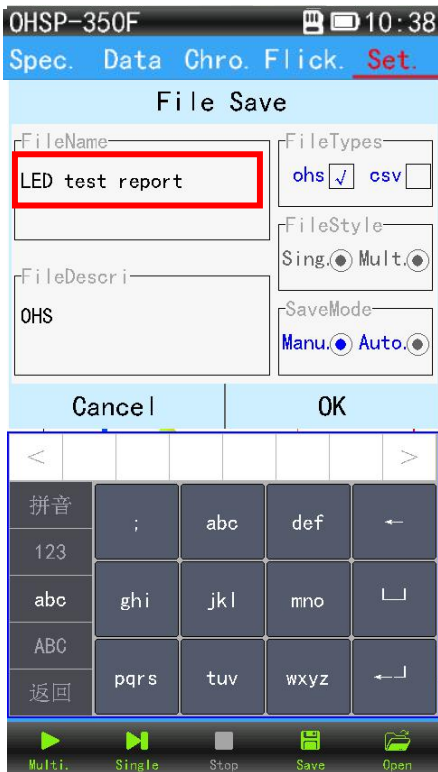 OHSP-350F 10:38
Spec. Data Chro. Flick. Set.
File Save
FileName
LED test report
FileTypes
ohs √ csv
FileStyle
Sing. Mult.
FileDescri
OHS
SaveMode
Manu. Auto.
Cancel OK
< >
拼音
123
abc
ABC
返回
; abc def ←
ghi jkl mno
pqrs tuv wxyz
Multi. Single Stop Save Open